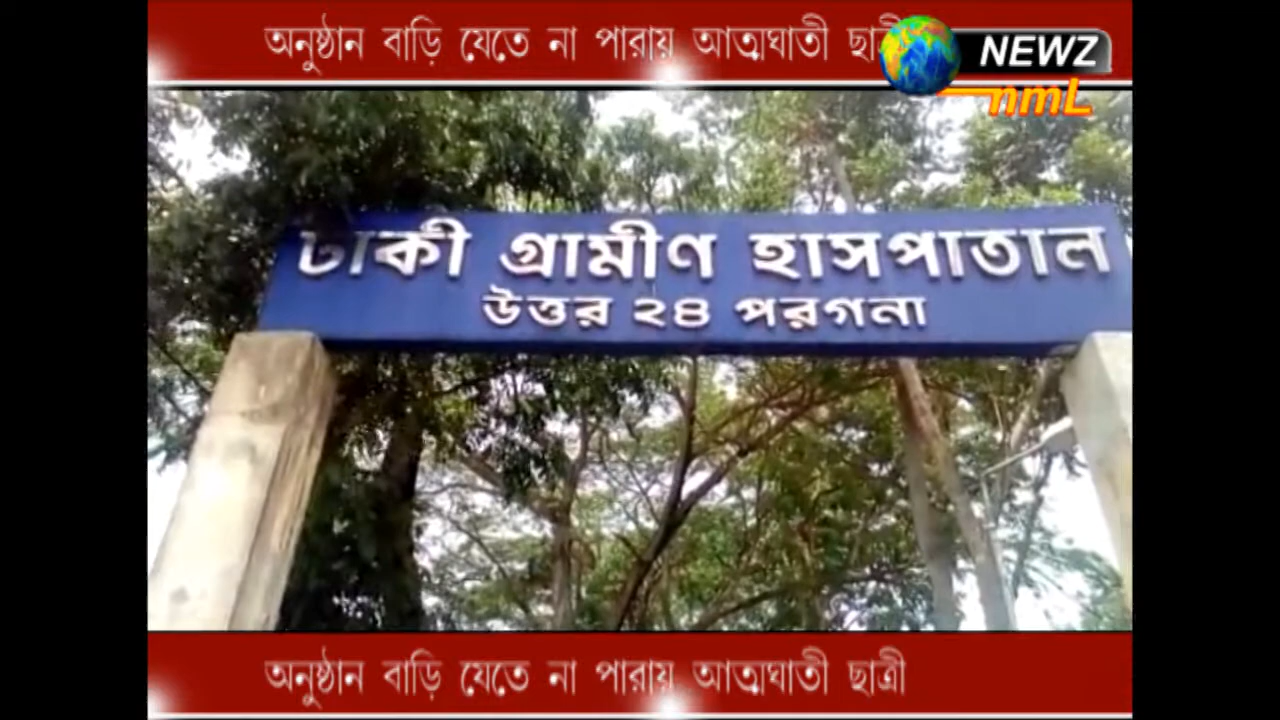 অনুষ্ঠান বাড়ি যেতে না পারায় আত্মঘাতী ছাত্রী
NEWZ
nmL
টাকী গ্রামীণ হাসপাতাল
উত্তর ২৪ পরগনা
অনুষ্ঠান বাড়ি যেতে না পারায় আত্মঘাতী ছাত্রী